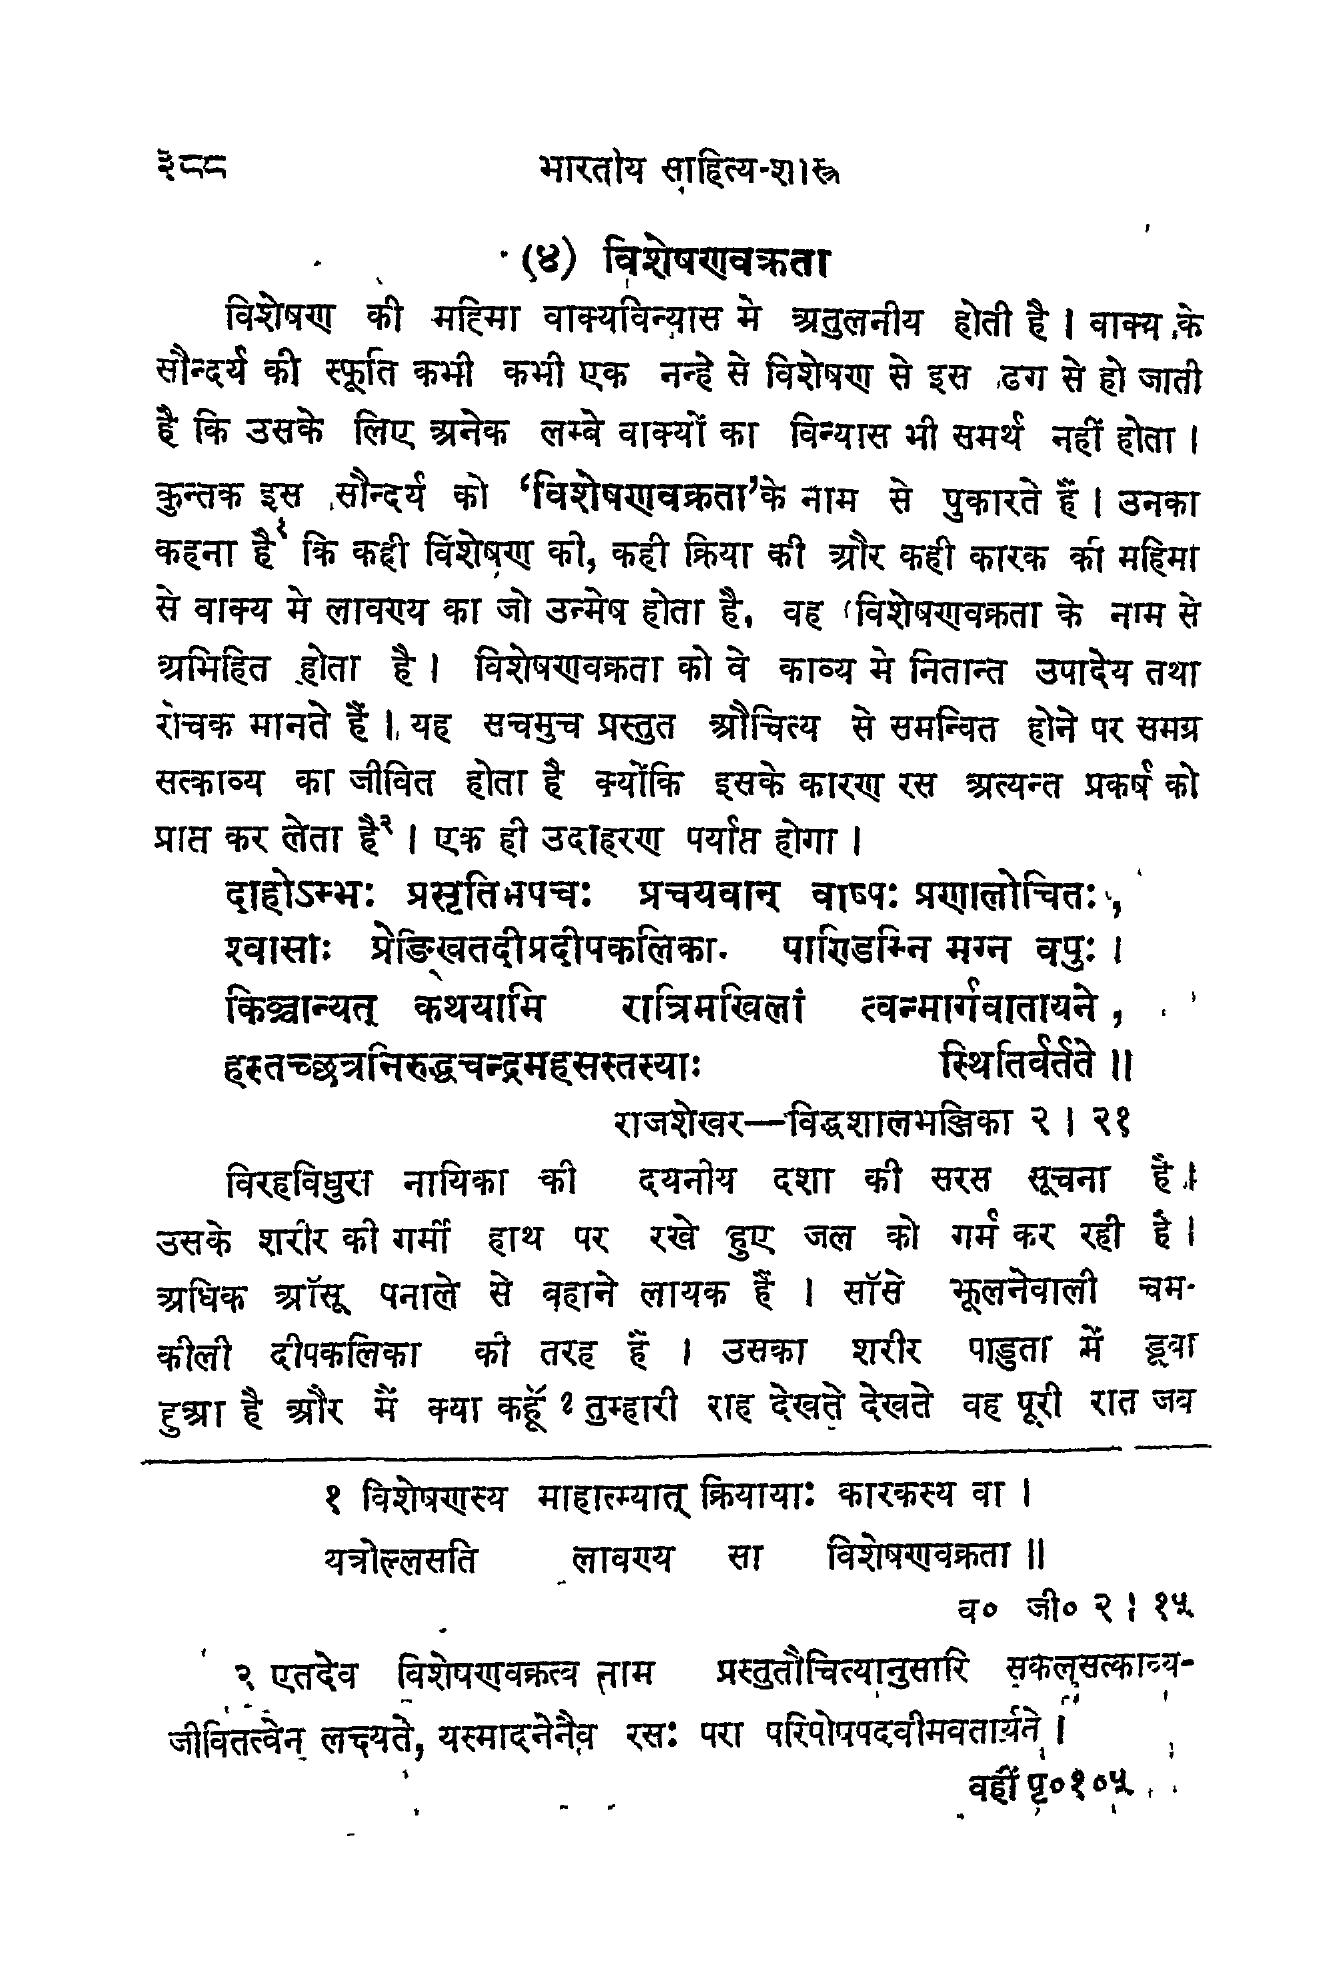 ३८८ भारतीय साहित्य-शास्त्र
(४) विशेषणवक्रता
विशेषण की महिमा वाक्यविन्यास मे अतुलनीय होती है । वाक्य के
सौन्दर्य की स्फूर्ति कभी कभी एक नन्हे से विशेषण से इस ढग से हो जाती
है कि उसके लिए अनेक लम्बे वाक्यों का विन्यास भी समर्थ नहीं होता ।
कुन्तक इस सौन्दर्य को ‘विशेषणवक्रता’ के नाम से पुकारते हैं । उनका
कहना है१ कि कही विशेषण की, कही क्रिया की और कही कारक की महिमा
से वाक्य मे लावण्य का जो उन्मेष होता है, वह ‘विशेषणवक्रता के नाम से
अभिहित होता है । विशेषणवक्रता को वे काव्य मे नितान्त उपादेय तथा
रोचक मानते हैं । यह सचमुच प्रस्तुत औचित्य से समन्वित होने पर समग्र
सत्काव्य का जीवित होता है क्योंकि इसके कारण रस अत्यन्त प्रकर्ष को
प्राप्त कर लेता है२ । एक ही उदाहरण पर्याप्त होगा ।
दाहोऽम्भः प्रसृतिंपचः प्रचयवान् वाष्पः प्रणालोचितः,
श्वासाः प्रेङ्खितदीप्रदीपकलिका. पाण्डिम्नि मग्न वपुः ।
किञ्चान्यत् कथयामि रात्रिमखिलां त्वन्मार्गवातायने ,
हस्तच्छत्रनिरुद्धचन्द्रमहसस्तस्याः स्थितिर्वर्तते ॥
राजशेखर—विद्धशालभञ्जिका २ । २१
विरहविधुरा नायिका की दयनीय दशा की सरस सूचना है ।
उसके शरीर की गर्मी हाथ पर रखे हुए जल को गर्म कर रही है ।
अधिक ऑसू पनाले से वहाने लायक हैं । सॉसे झूलनेवाली चम-
कीली दीपकलिका की तरह हैं । उसका शरीर पाडुता में डूवा
हुआ है और मैं क्या कहूॅ ? तुम्हारी राह देखते देखते वह पूरी रात जव
१ विशेषणस्य माहात्म्यात् क्रियायाः कारकस्य वा ।
यत्रोल्लसति लावण्य सा विशेषणवक्रता ॥
व० जी० २ । १५
२ एतदेव विशेषणवक्रत्व नाम प्रस्तुतौचित्यानुसारि सकलसत्काव्य-
जीवितत्वेन लक्ष्यते, यस्मादनेनैव रसः परा परिपोषपदवीमवतार्यते ।
वहीं पृ० १०५